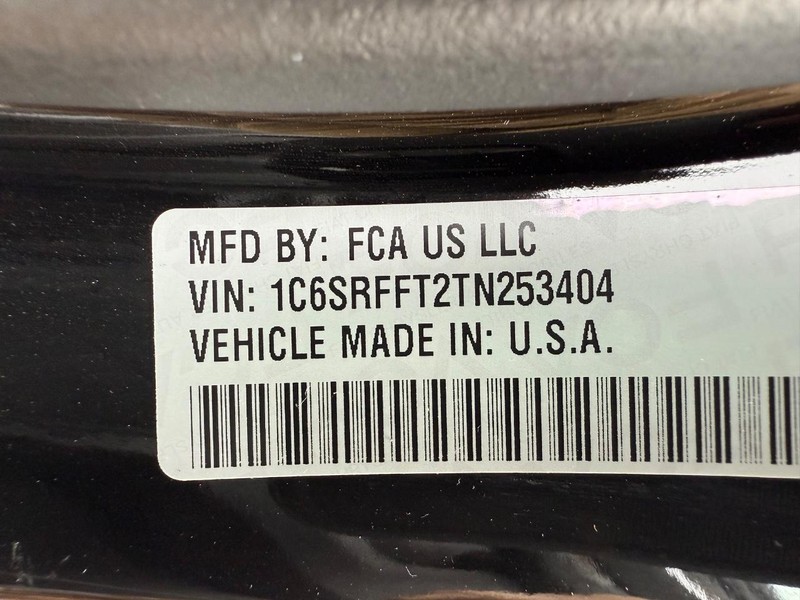 MFD BY: FCA US LLC
VIN: 1C6SRFFT2TN253404
VEHICLE MADE IN: U.S.A.